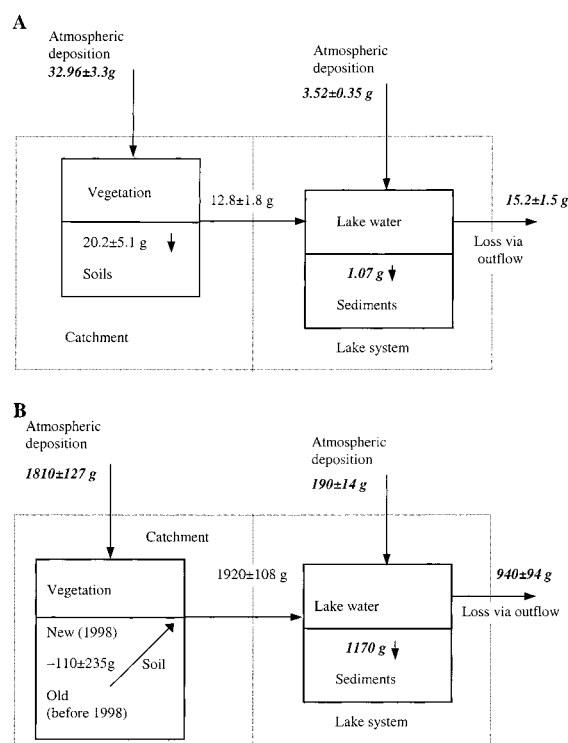 A
Atmospheric
deposition
32.96±3.3g
Atmospheric
deposition
3.52±0.35 g
Vegetation
12.8±1.8 g
Lake water
15.2±1.5 g
Loss via
outflow
20.2±5.1 g
Soils
1.07 g
Sediments
Catchment
Lake system
B
Atmospheric
deposition
1810±127 g
Atmospheric
deposition
190±14 g
Catchment
Vegetation
1920±108 g
Lake water
940±94 g
Loss via outflow
New (1998)
−110±235g
Soil
Old
(before 1998)
1170 g
Sediments
Lake system